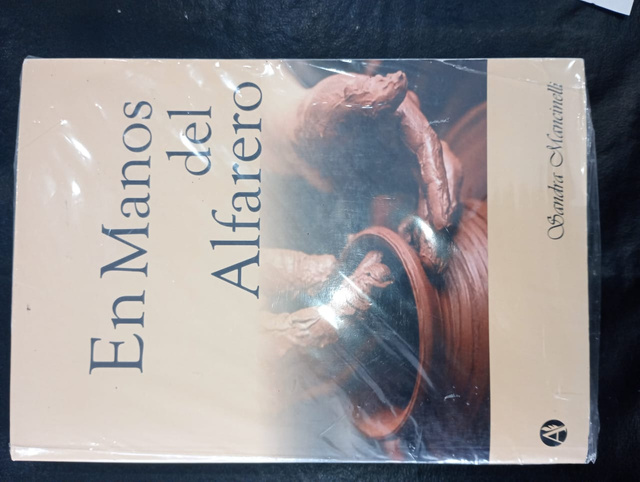 En Manos
del
Alfarero
Sandra Mancinelli
A